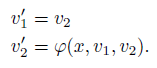 v′₁ = v₂
v′₂ = φ(x, v₁, v₂).